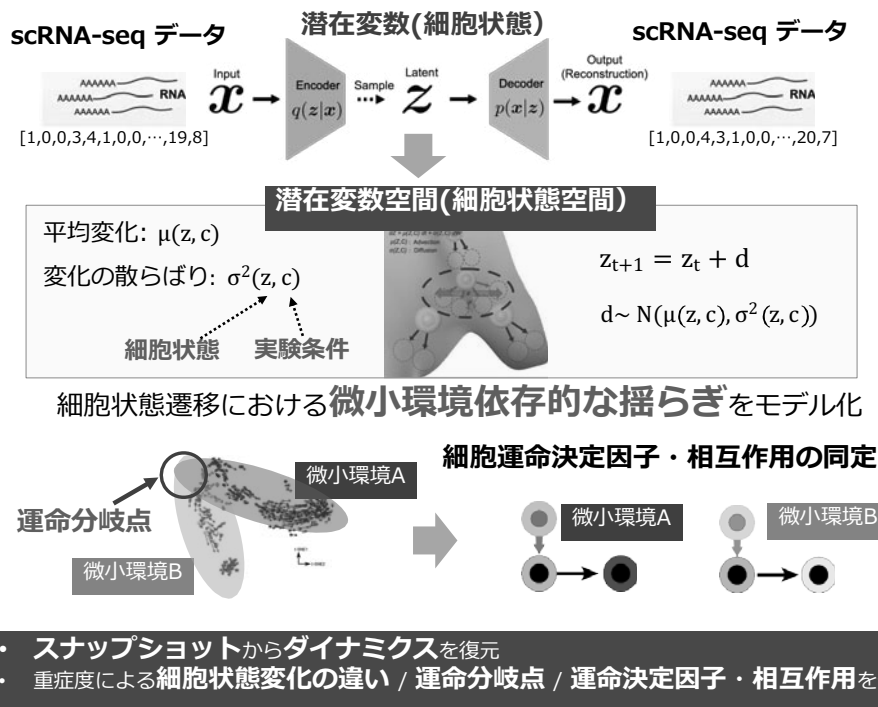 scRNA-seq データ
潜在変数(細胞状態)
scRNA-seq データ
AAAAAA
AAAAAA RNA
AAAAAA
Input
x
Encoder
q(z|x)
Sample
Latent
z
Decoder
p(x|z)
Output
(Reconstruction)
x
AAAAAA
AAAAAA RNA
AAAAAA
[1,0,0,3,4,1,0,0,…,19,8]
[1,0,0,4,3,1,0,0,…,20,7]
潜在変数空間(細胞状態空間)
平均変化: μ(z, c)
変化の散らばり: σ²(z, c)
細胞状態
実験条件
μ(Z,C) : Advection
σ(Z,C) : Diffusion
zₜ₊₁ = zₜ + d
d~ N(μ(z, c), σ²(z, c))
細胞状態遷移における微小環境依存的な揺らぎをモデル化
細胞運命決定因子・相互作用の同定
微小環境A
運命分岐点
微小環境B
微小環境A
微小環境B
• スナップショットからダイナミクスを復元
• 重症度による細胞状態変化の違い / 運命分岐点 / 運命決定因子・相互作用を